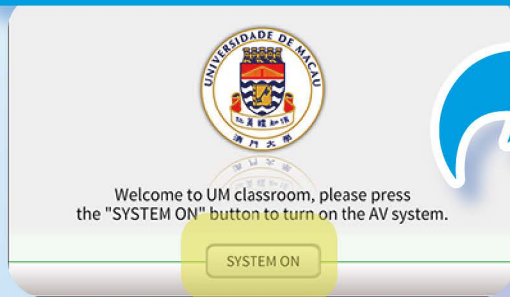 UNIVERSIDADE DE MACAU
澳門大學
Welcome to UM classroom, please press
the "SYSTEM ON" button to turn on the AV system.
SYSTEM ON